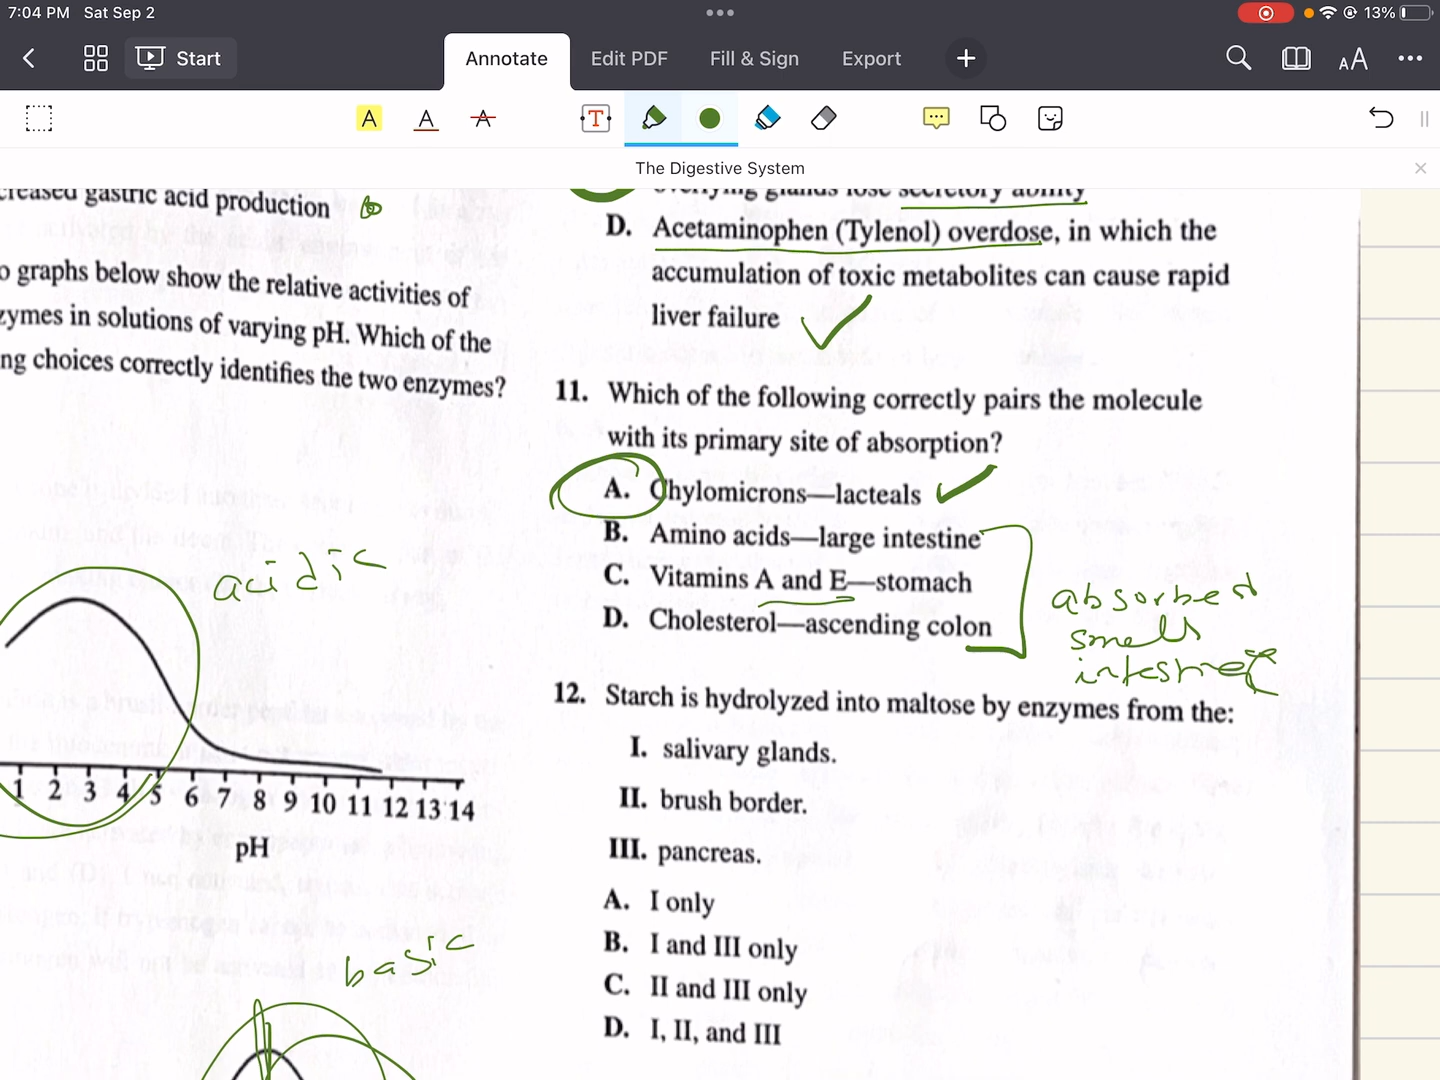 7:04 PM Sat Sep 2
13%
Start
Annotate
Edit PDF
Fill & Sign
Export
The Digestive System
creased gastric acid production
o graphs below show the relative activities of
zymes in solutions of varying pH. Which of the
ng choices correctly identifies the two enzymes?
acidic
1 2 3 4 5 6 7 8 9 10 11 12 13 14
pH
basic
overlying glands lose secretory ability
D. Acetaminophen (Tylenol) overdose, in which the
accumulation of toxic metabolites can cause rapid
liver failure
11. Which of the following correctly pairs the molecule
with its primary site of absorption?
A. Chylomicrons—lacteals
B. Amino acids—large intestine
C. Vitamins A and E—stomach
D. Cholesterol—ascending colon
absorbed
small
intestine
12. Starch is hydrolyzed into maltose by enzymes from the:
I. salivary glands.
II. brush border.
III. pancreas.
A. I only
B. I and III only
C. II and III only
D. I, II, and III